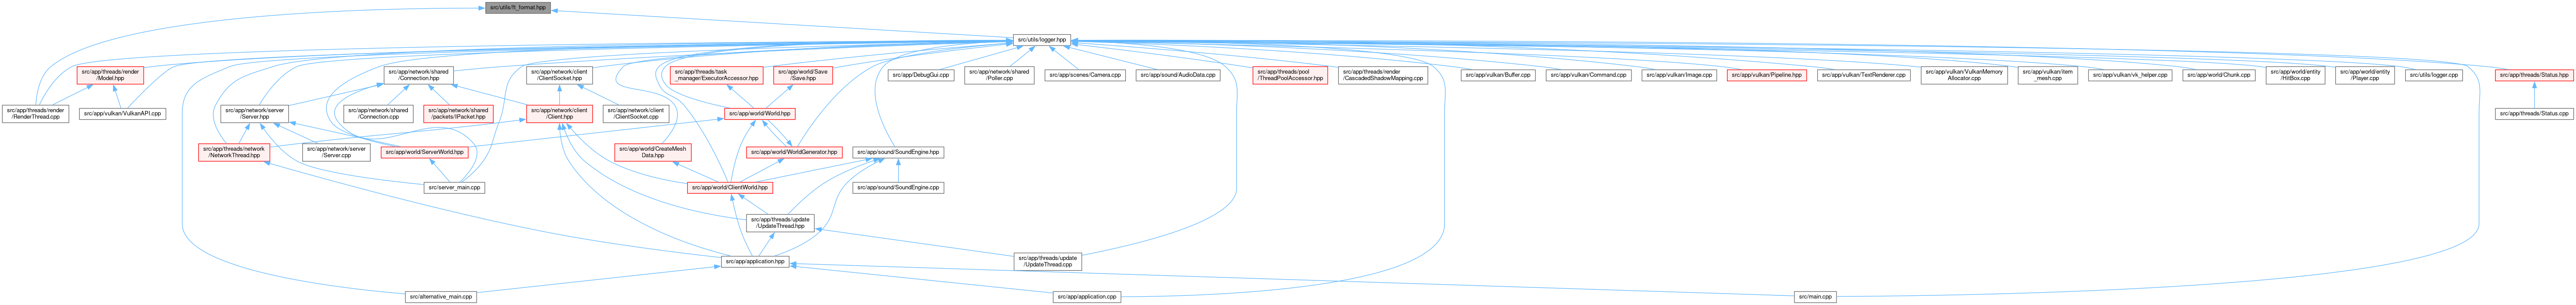 src/utils/lt_format.hpp
src/utils/logger.hpp
src/app/threads/render
/Model.hpp
src/app/network/shared
/Connection.hpp
src/app/network/client
/ClientSocket.hpp
src/app/threads/task
_manager/ExecutorAccessor.hpp
src/app/world/Save
/Save.hpp
src/app/DebugGui.cpp
src/app/network/shared
/Poller.cpp
src/app/scenes/Camera.cpp
src/app/sound/AudioData.cpp
src/app/threads/pool
/ThreadPoolAccessor.hpp
src/app/threads/render
/CascadedShadowMapping.cpp
src/app/vulkan/Buffer.cpp
src/app/vulkan/Command.cpp
src/app/vulkan/Image.cpp
src/app/vulkan/Pipeline.hpp
src/app/vulkan/TextRenderer.cpp
src/app/vulkan/VulkanMemory
Allocator.cpp
src/app/vulkan/item
_mesh.cpp
src/app/vulkan/vk_helper.cpp
src/app/world/Chunk.cpp
src/app/world/entity
/HitBox.cpp
src/app/world/entity
/Player.cpp
src/utils/logger.cpp
src/app/threads/Status.hpp
src/app/threads/render
/RenderThread.cpp
src/app/vulkan/VulkanAPI.cpp
src/app/network/server
/Server.hpp
src/app/network/shared
/Connection.cpp
src/app/network/shared
/packets/IPacket.hpp
src/app/network/client
/Client.hpp
src/app/network/client
/ClientSocket.cpp
src/app/world/World.hpp
src/app/threads/Status.cpp
src/app/threads/network
/NetworkThread.hpp
src/app/network/server
/Server.cpp
src/app/world/ServerWorld.hpp
src/app/world/CreateMesh
Data.hpp
src/app/world/WorldGenerator.hpp
src/app/sound/SoundEngine.hpp
src/server_main.cpp
src/app/world/ClientWorld.hpp
src/app/sound/SoundEngine.cpp
src/app/threads/update
/UpdateThread.hpp
src/app/application.hpp
src/app/threads/update
/UpdateThread.cpp
src/alternative_main.cpp
src/app/application.cpp
src/main.cpp